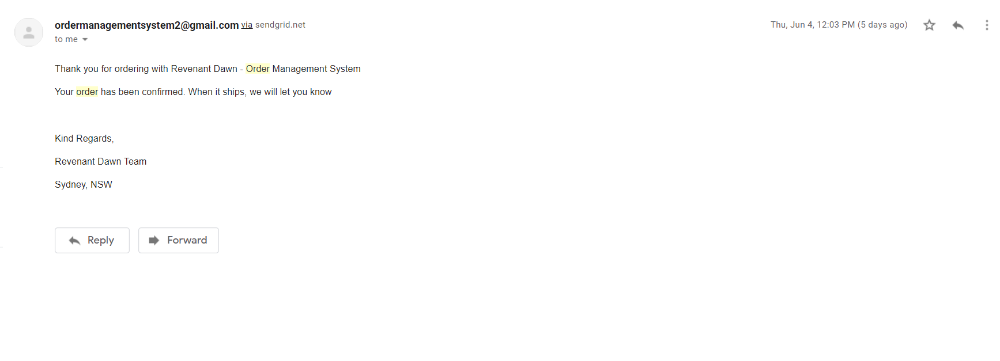 ordermanagementsystem2@gmail.com via sendgrid.net
Thu, Jun 4, 12:03 PM (5 days ago)
to me
Thank you for ordering with Revenant Dawn - Order Management System
Your order has been confirmed. When it ships, we will let you know
Kind Regards,
Revenant Dawn Team
Sydney, NSW
Reply
Forward